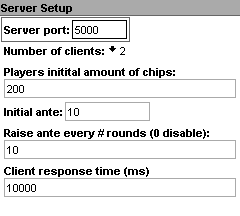 Server Setup
Server port: 5000
Number of clients: 2
Players initital amount of chips:
200
Initial ante: 10
Raise ante every # rounds (0 disable):
10
Client response time (ms)
10000